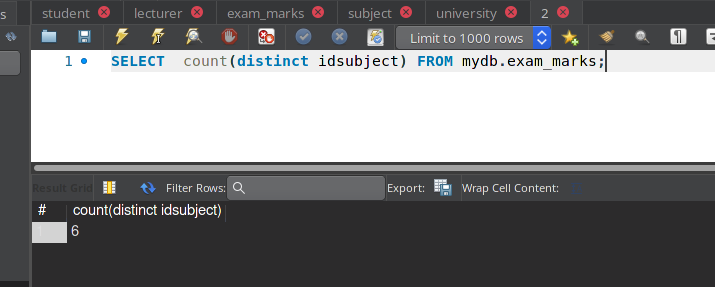 s student lecturer exam_marks subject university 2
Limit to 1000 rows
1 SELECT  count(distinct idsubject) FROM mydb.exam_marks;
Result Grid Filter Rows: Export: Wrap Cell Content:
# count(distinct idsubject)
1 6